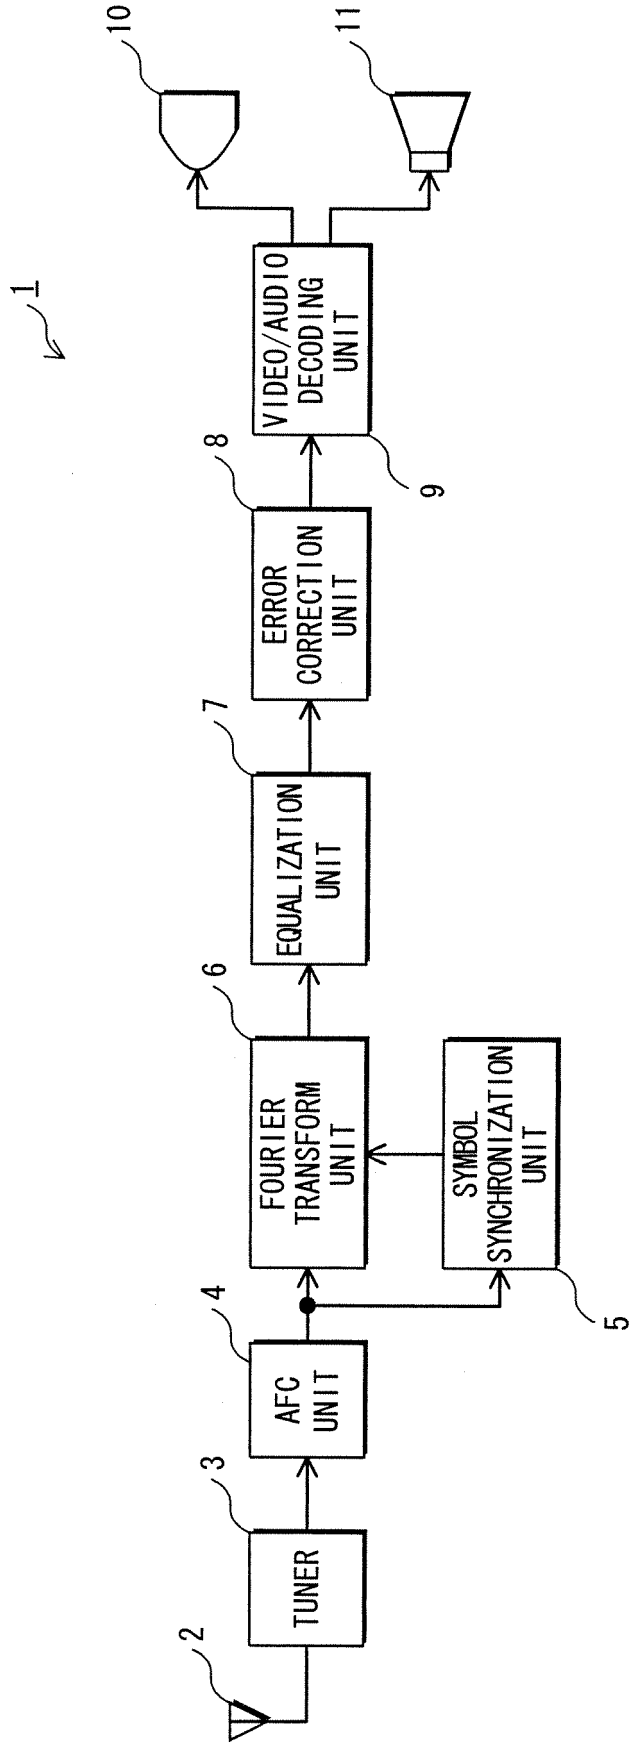 1
2
3
4
6
7
8
10
TUNER
AFC
UNIT
FOURIER
TRANSFORM
UNIT
EQUALIZATION
UNIT
ERROR
CORRECTION
UNIT
VIDEO/AUDIO
DECODING
UNIT
9
11
SYMBOL
SYNCHRONIZATION
UNIT
5